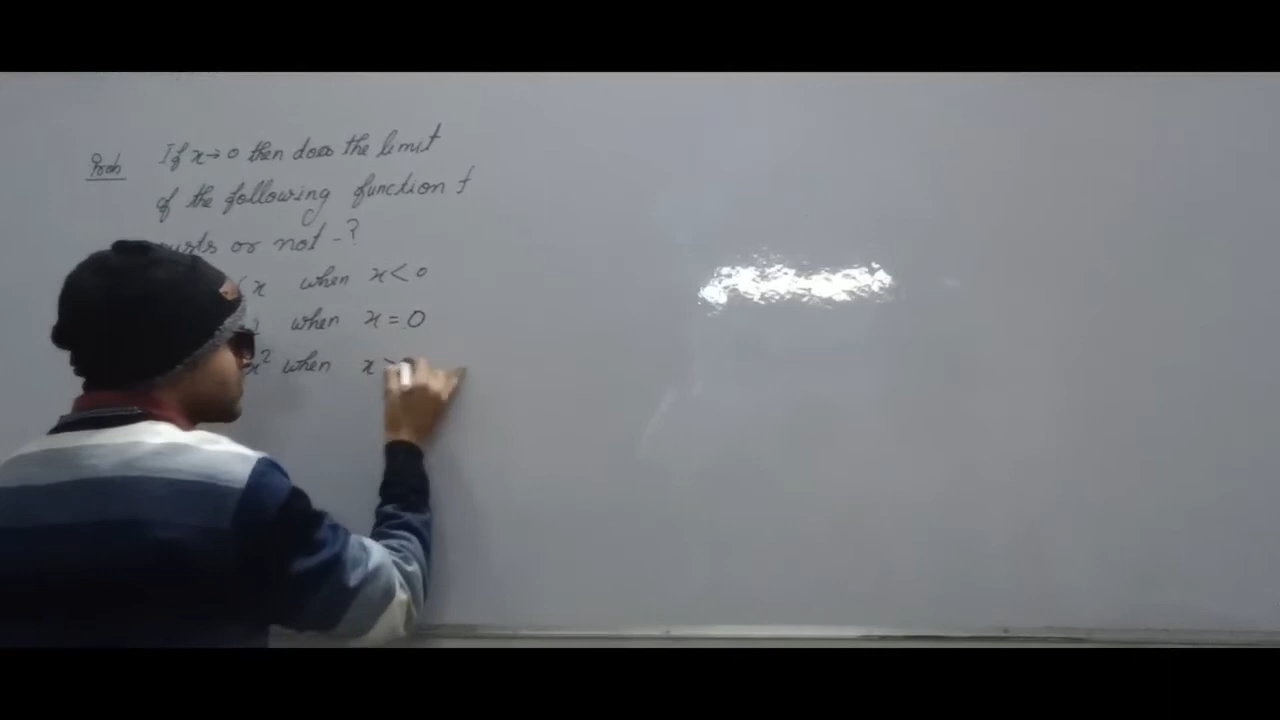 Prob If x→0 then does the limit
of the following function f
or not -?
x when x<0
when x=0
x² when x>